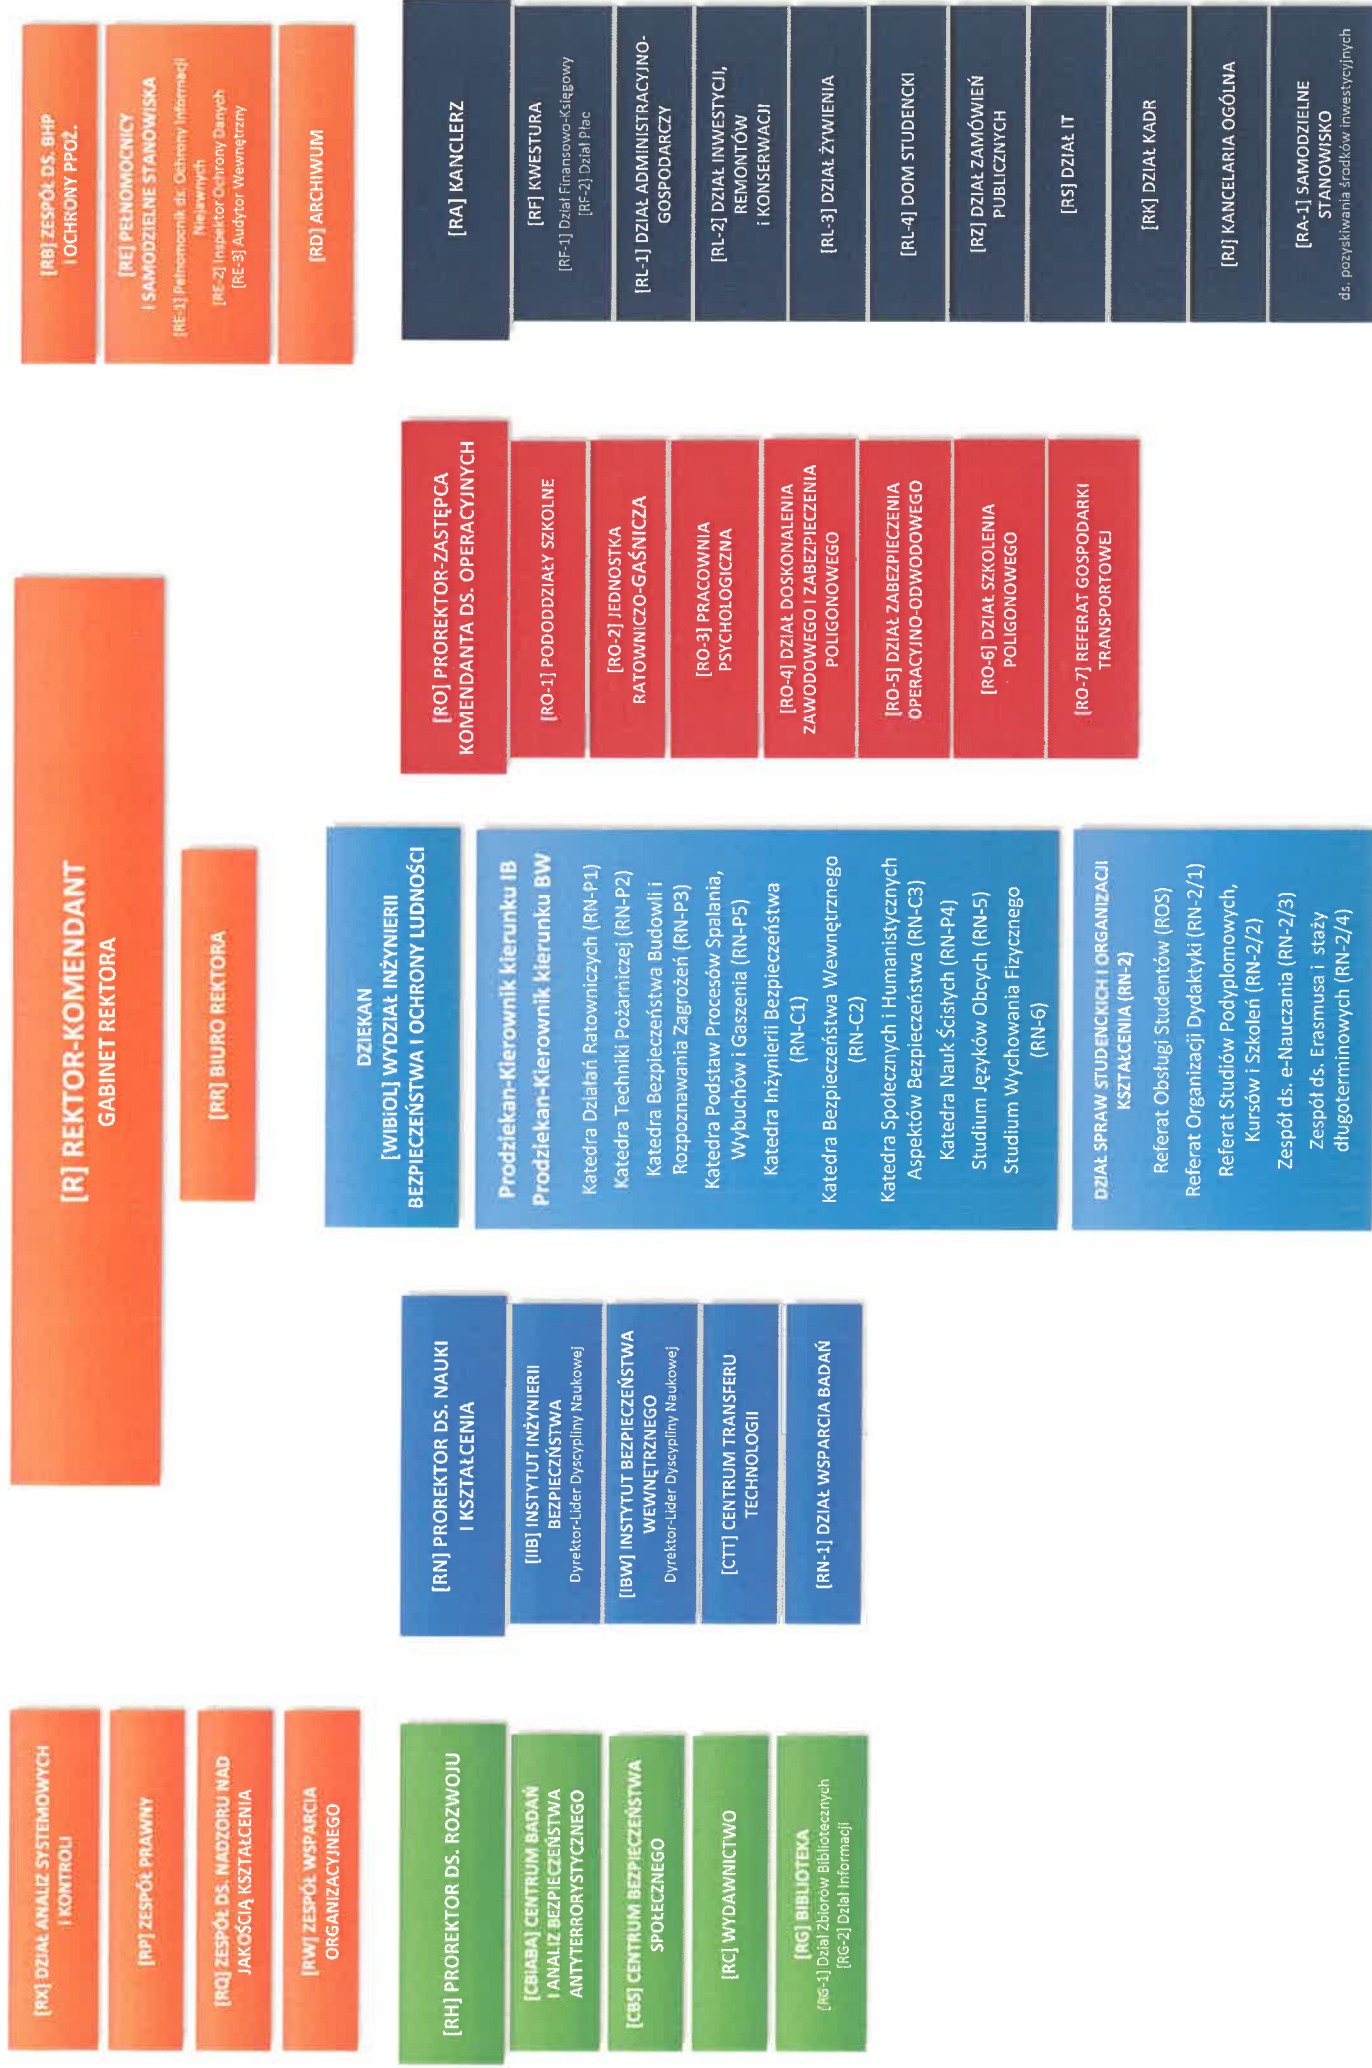 [R] REKTOR-KOMENDANT
GABINET REKTORA
[RR] BIURO REKTORA
[RX] DZIAŁ ANALIZ SYSTEMOWYCH
I KONTROLI
[RP] ZESPÓŁ PRAWNY
[RQ] ZESPÓŁ DS. NADZORU NAD
JAKOŚCIĄ KSZTAŁCENIA
[RW] ZESPÓŁ WSPARCIA
ORGANIZACYJNEGO
[RB] ZESPÓŁ DS. BHP
I OCHRONY PPOŻ.
[RE] PEŁNOMOCNICY
I SAMODZIELNE STANOWISKA
[RE-1] Pełnomocnik ds. Ochrony Informacji
Niejawnych
[RE-2] Inspektor Ochrony Danych
[RE-3] Audytor Wewnętrzny
[RD] ARCHIWUM
[RH] PROREKTOR DS. ROZWOJU
[CBiABA] CENTRUM BADAŃ
I ANALIZ BEZPIECZEŃSTWA
ANTYTERRORYSTYCZNEGO
[CBS] CENTRUM BEZPIECZEŃSTWA
SPOŁECZNEGO
[RC] WYDAWNICTWO
[RG] BIBLIOTEKA
[RG-1] Dział Zbiorów Bibliotecznych
[RG-2] Dział Informacji
[RN] PROREKTOR DS. NAUKI
I KSZTAŁCENIA
[IIB] INSTYTUT INŻYNIERII
BEZPIECZŃSTWA
Dyrektor-Lider Dyscypliny Naukowej
[IBW] INSTYTUT BEZPIECZEŃSTWA
WEWNĘTRZNEGO
Dyrektor-Lider Dyscypliny Naukowej
[CTT] CENTRUM TRANSFERU
TECHNOLOGII
[RN-1] DZIAŁ WSPARCIA BADAŃ
DZIEKAN
[WIBiOL] WYDZIAŁ INŻYNIERII
BEZPIECZEŃSTWA I OCHRONY LUDNOŚCI
Prodziekan-Kierownik kierunku IB
Prodziekan-Kierownik kierunku BW
Katedra Działań Ratowniczych (RN-P1)
Katedra Techniki Pożarniczej (RN-P2)
Katedra Bezpieczeństwa Budowli i
Rozpoznawania Zagrożeń (RN-P3)
Katedra Podstaw Procesów Spalania,
Wybuchów i Gaszenia (RN-P5)
Katedra Inżynierii Bezpieczeństwa
(RN-C1)
Katedra Bezpieczeństwa Wewnętrznego
(RN-C2)
Katedra Społecznych i Humanistycznych
Aspektów Bezpieczeństwa (RN-C3)
Katedra Nauk Ścisłych (RN-P4)
Studium Języków Obcych (RN-5)
Studium Wychowania Fizycznego
(RN-6)
DZIAŁ SPRAW STUDENCKICH I ORGANIZACJI
KSZTAŁCENIA (RN-2)
Referat Obsługi Studentów (ROS)
Referat Organizacji Dydaktyki (RN-2/1)
Referat Studiów Podyplomowych,
Kursów i Szkoleń (RN-2/2)
Zespół ds. e-Nauczania (RN-2/3)
Zespół ds. Erasmusa i staży
długoterminowych (RN-2/4)
[RO] PROREKTOR-ZASTĘPCA
KOMENDANTA DS. OPERACYJNYCH
[RO-1] PODODDZIAŁY SZKOLNE
[RO-2] JEDNOSTKA
RATOWNICZO-GAŚNICZA
[RO-3] PRACOWNIA
PSYCHOLOGICZNA
[RO-4] DZIAŁ DOSKONALENIA
ZAWODOWEGO I ZABEZPIECZENIA
POLIGONOWEGO
[RO-5] DZIAŁ ZABEZPIECZENIA
OPERACYJNO-ODWODOWEGO
[RO-6] DZIAŁ SZKOLENIA
POLIGONOWEGO
[RO-7] REFERAT GOSPODARKI
TRANSPORTOWEJ
[RA] KANCLERZ
[RF] KWESTURA
[RF-1] Dział Finansowo-Księgowy
[RF-2] Dział Płac
[RL-1] DZIAŁ ADMINISTRACYJNO-
GOSPODARCZY
[RL-2] DZIAŁ INWESTYCJI,
REMONTÓW
i KONSERWACJI
[RL-3] DZIAŁ ŻYWIENIA
[RL-4] DOM STUDENCKI
[RZ] DZIAŁ ZAMÓWIEŃ
PUBLICZNYCH
[RS] DZIAŁ IT
[RK] DZIAŁ KADR
[RJ] KANCELARIA OGÓLNA
[RA-1] SAMODZIELNE
STANOWISKO
ds. pozyskiwania środków inwestycyjnych